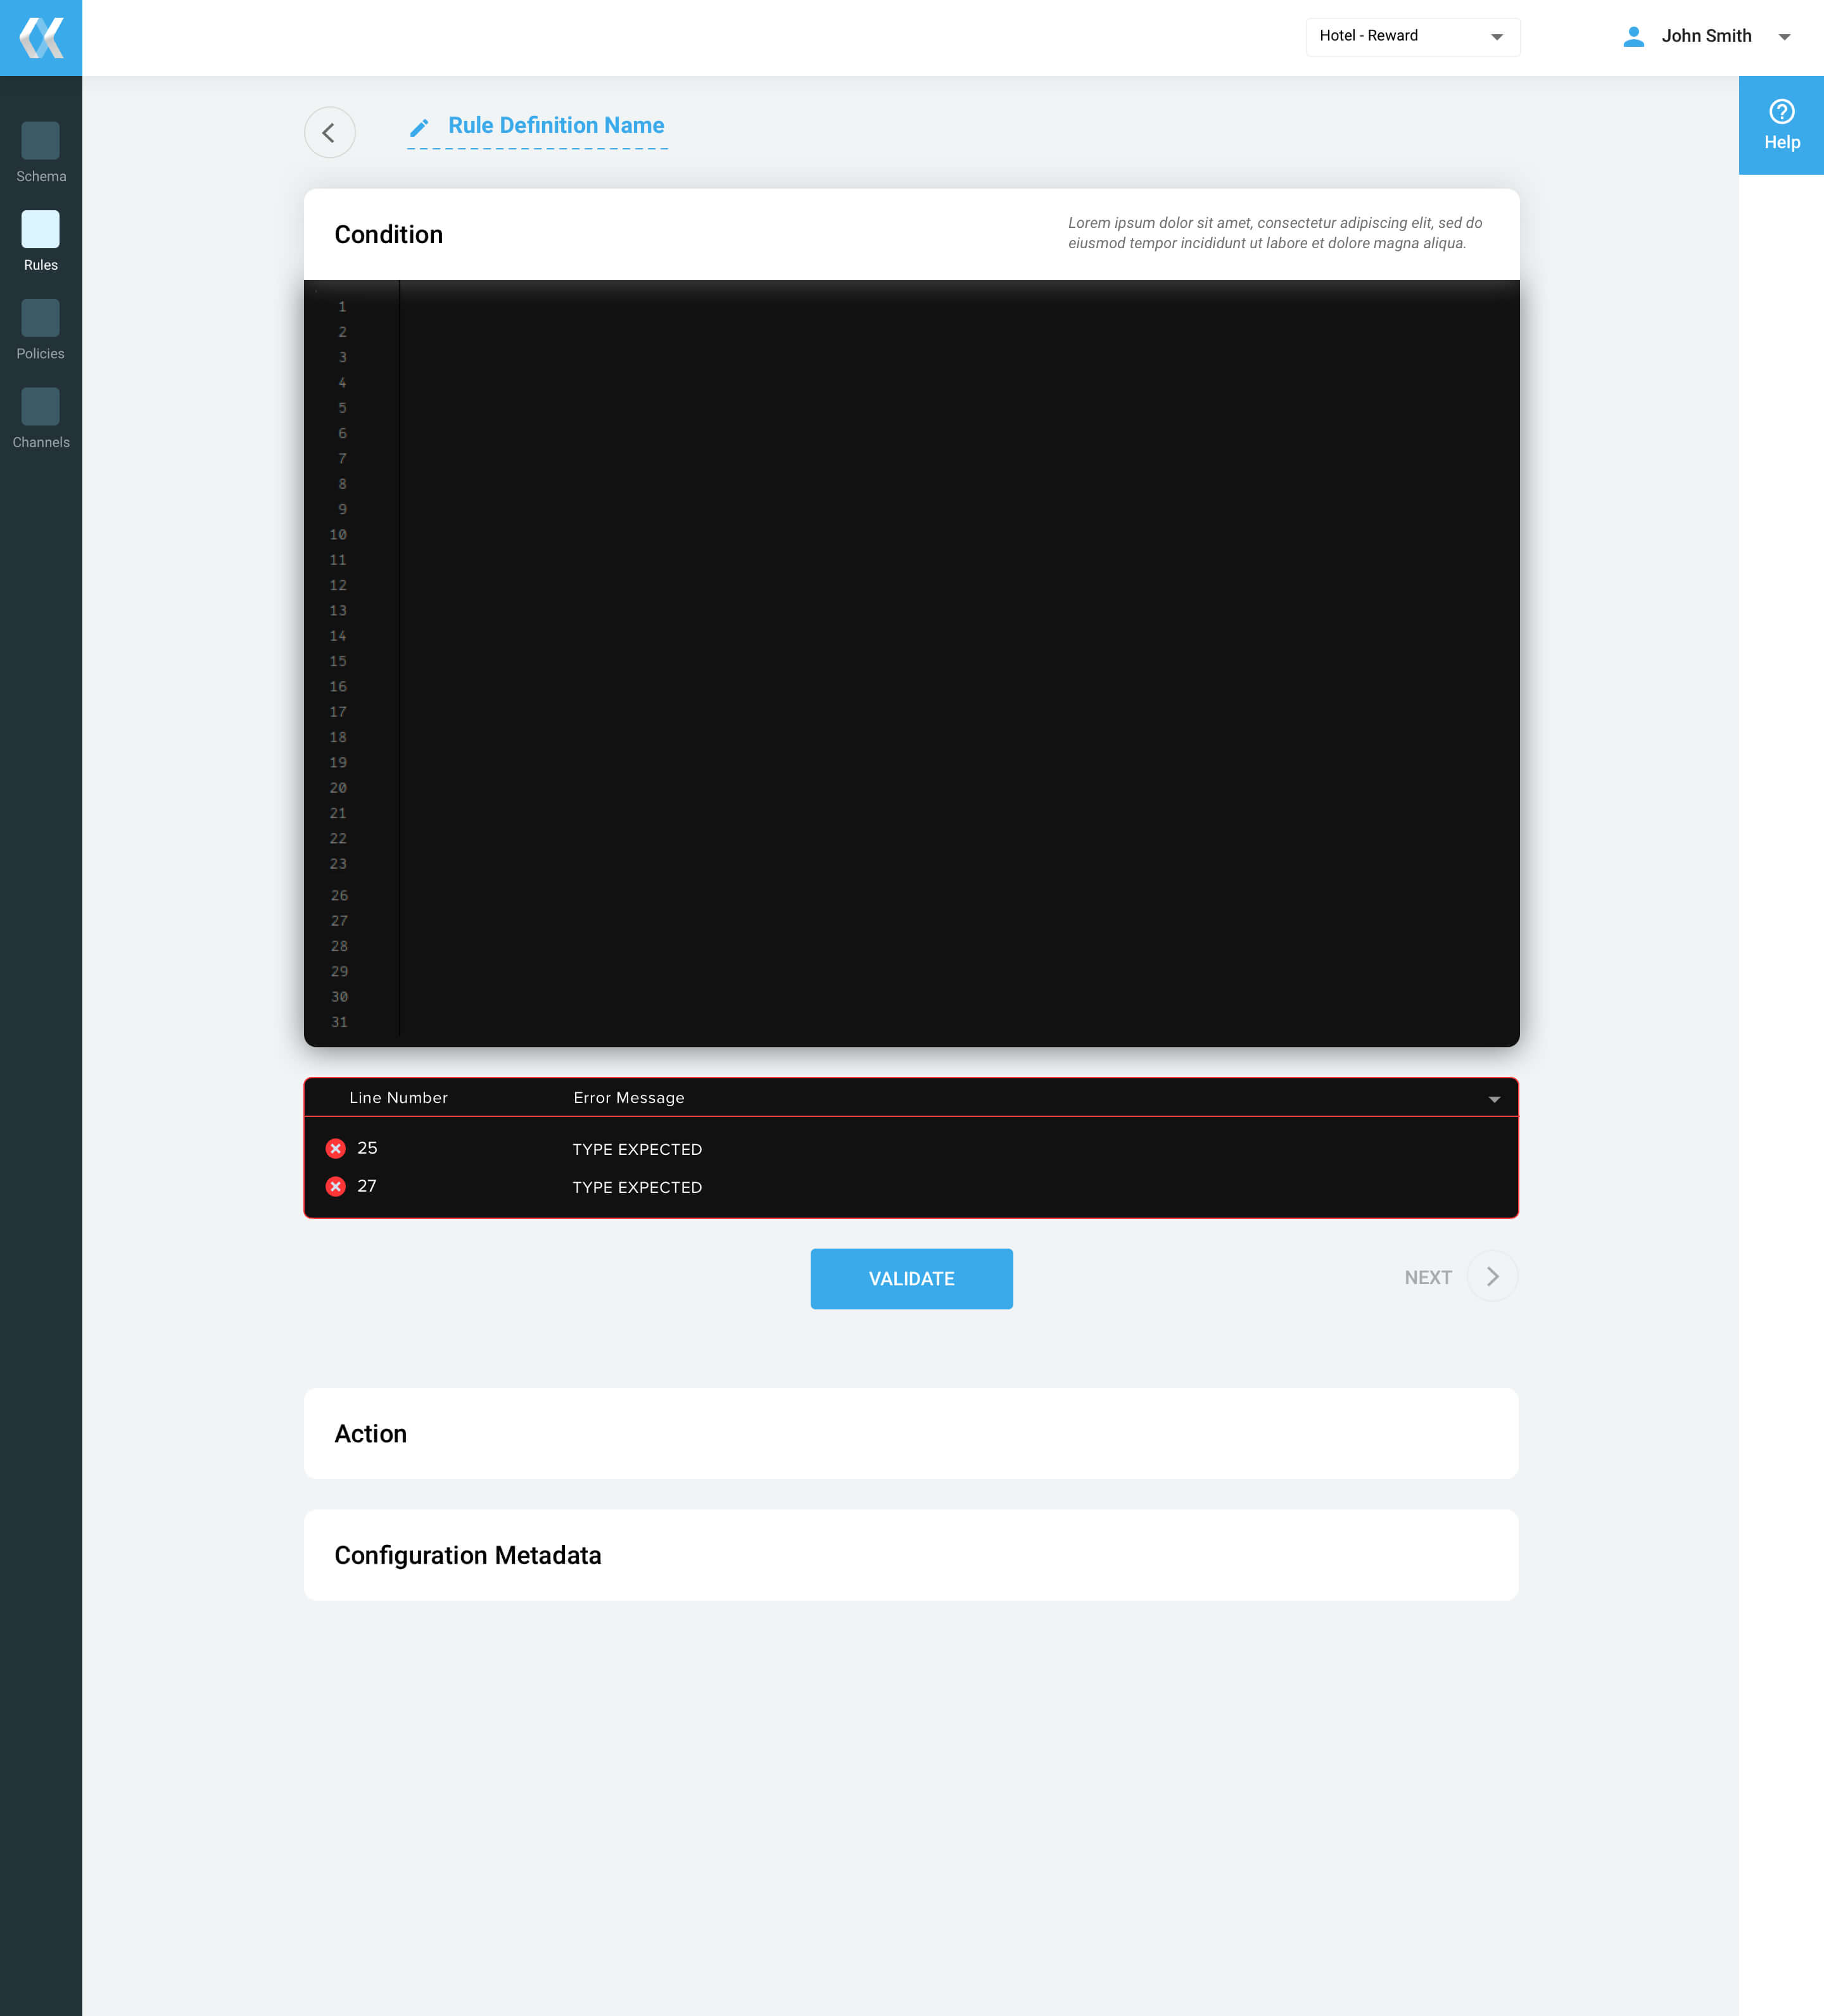 Hotel - Reward
John Smith
Help
Schema
Rules
Policies
Channels
Rule Definition Name
Condition
Lorem ipsum dolor sit amet, consectetur adipiscing elit, sed do
eiusmod tempor incididunt ut labore et dolore magna aliqua.
1
2
3
4
5
6
7
8
9
10
11
12
13
14
15
16
17
18
19
20
21
22
23
26
27
28
29
30
31
Line Number Error Message
25 TYPE EXPECTED
27 TYPE EXPECTED
VALIDATE
NEXT
Action
Configuration Metadata